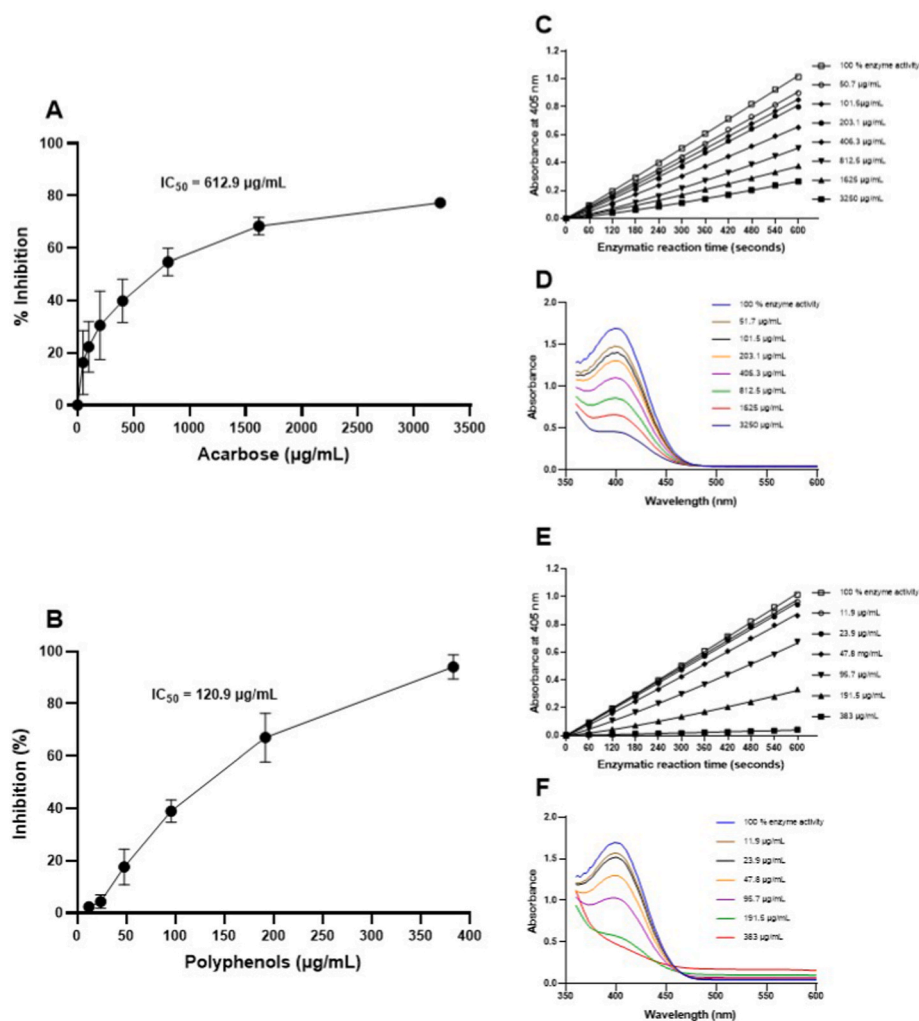 A
100
80
60
40
20
0
% Inhibition
IC50 = 612.9 µg/mL
0 500 1000 1500 2000 2500 3000 3500
Acarbose (µg/mL)
B
100
80
60
40
20
0
Inhibition (%)
IC50 = 120.9 µg/mL
0 50 100 150 200 250 300 350 400
Polyphenols (µg/mL)
C
1.2
1.0
0.8
0.6
0.4
0.2
0.0
Absorbance at 405 nm
0 60 120 180 240 300 360 420 480 540 600
Enzymatic reaction time (seconds)
100 % enzyme activity
50.7 µg/mL
101.5µg/mL
203.1 µg/mL
406.3 µg/mL
812.5 µg/mL
1625 µg/mL
3250 µg/mL
D
2.0
1.5
1.0
0.5
0.0
Absorbance
350 400 450 500 550 600
Wavelength (nm)
100 % enzyme activity
51.7 µg/mL
101.5 µg/mL
203.1 µg/mL
406.3 µg/mL
812.5 µg/mL
1625 µg/mL
3250 µg/mL
E
1.2
1.0
0.8
0.6
0.4
0.2
0.0
Absorbance at 405 nm
0 60 120 180 240 300 360 420 480 540 600
Enzymatic reaction time (seconds)
100 % enzyme activity
11.9 µg/mL
23.9 µg/mL
47.8 mg/mL
95.7 µg/mL
191.5 µg/mL
383 µg/mL
F
2.0
1.5
1.0
0.5
0.0
Absorbance
350 400 450 500 550 600
Wavelength (nm)
100 % enzyme activity
11.9 µg/mL
23.9 µg/mL
47.8 µg/mL
95.7 µg/mL
191.5 µg/mL
383 µg/mL